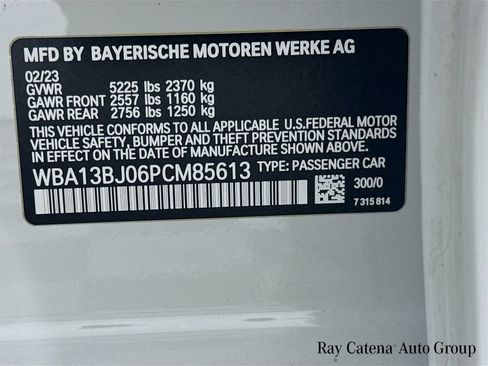 MFD BY BAYERISCHE MOTOREN WERKE AG
02/23
GVWR 5225 lbs 2370 kg
GAWR FRONT 2557 lbs 1160 kg
GAWR REAR 2756 lbs 1250 kg
THIS VEHICLE CONFORMS TO ALL APPLICABLE U.S.FEDERAL MOTOR
VEHICLE SAFETY, BUMPER AND THEFT PREVENTION STANDARDS
IN EFFECT ON THE DATE OF MANUFACTURE SHOWN ABOVE.
WBA13BJ06PCM85613 TYPE: PASSENGER CAR
300/0
7 315 814
Ray Catena Auto Group